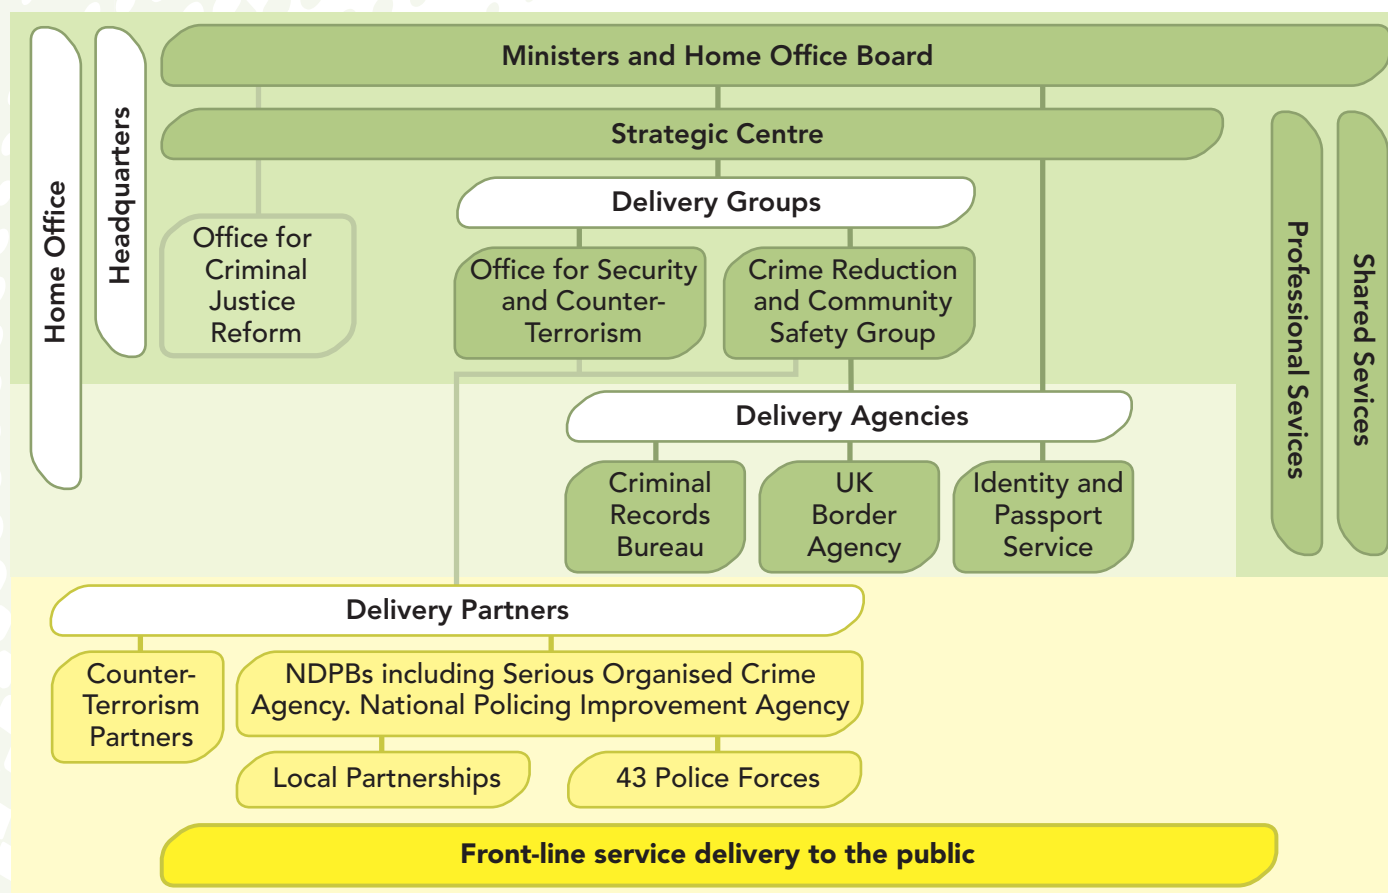 Ministers and Home Office Board
Home Office
Headquarters
Strategic Centre
Professional Sevices
Shared Sevices
Delivery Groups
Office for
Criminal
Justice
Reform
Office for Security
and Counter-
Terrorism
Crime Reduction
and Community
Safety Group
Delivery Agencies
Criminal
Records
Bureau
UK
Border
Agency
Identity and
Passport
Service
Delivery Partners
Counter-
Terrorism
Partners
NDPBs including Serious Organised Crime
Agency. National Policing Improvement Agency
Local Partnerships
43 Police Forces
Front-line service delivery to the public